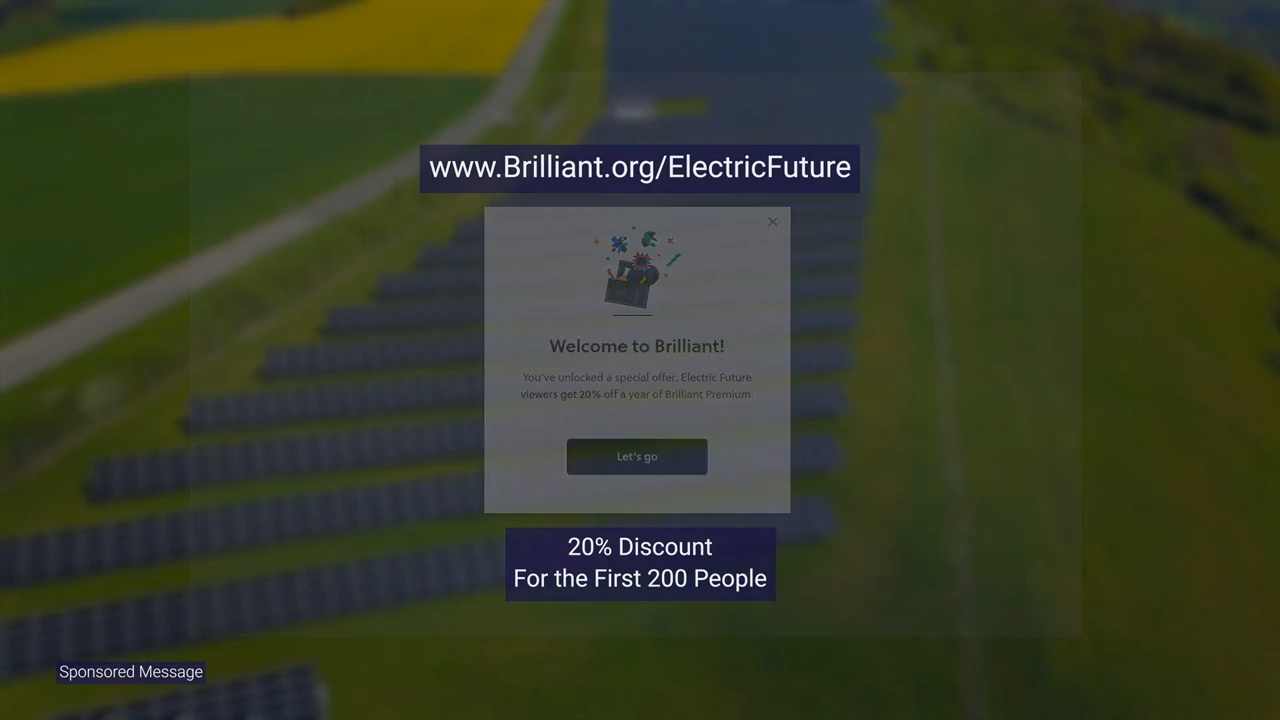 www.Brilliant.org/ElectricFuture
Welcome to Brilliant!
You've unlocked a special offer: Electric Future
viewers get 20% off a year of Brilliant Premium.
Let's go
20% Discount
For the First 200 People
Sponsored Message